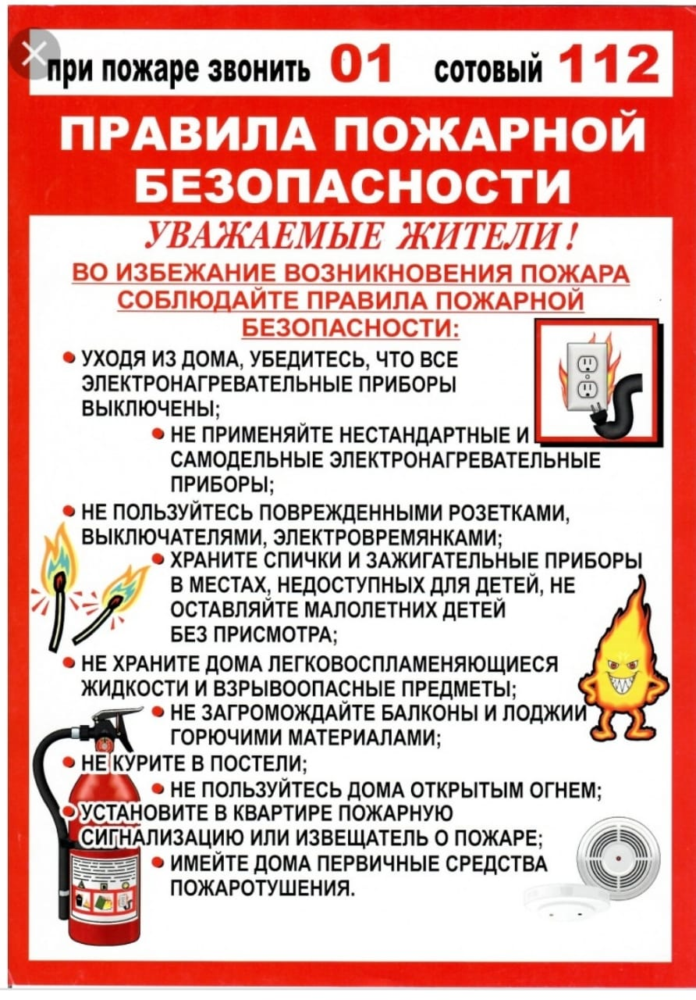 при пожаре звонить 01 сотовый 112
ПРАВИЛА ПОЖАРНОЙ
БЕЗОПАСНОСТИ
УВАЖАЕМЫЕ ЖИТЕЛИ!
ВО ИЗБЕЖАНИЕ ВОЗНИКНОВЕНИЯ ПОЖАРА
СОБЛЮДАЙТЕ ПРАВИЛА ПОЖАРНОЙ
БЕЗОПАСНОСТИ:
• УХОДЯ ИЗ ДОМА, УБЕДИТЕСЬ, ЧТО ВСЕ
ЭЛЕКТРОНАГРЕВАТЕЛЬНЫЕ ПРИБОРЫ
ВЫКЛЮЧЕНЫ;
• НЕ ПРИМЕНЯЙТЕ НЕСТАНДАРТНЫЕ И
САМОДЕЛЬНЫЕ ЭЛЕКТРОНАГРЕВАТЕЛЬНЫЕ
ПРИБОРЫ;
• НЕ ПОЛЬЗУЙТЕСЬ ПОВРЕЖДЕННЫМИ РОЗЕТКАМИ,
ВЫКЛЮЧАТЕЛЯМИ, ЭЛЕКТРОВРЕМЯНКАМИ;
• ХРАНИТЕ СПИЧКИ И ЗАЖИГАТЕЛЬНЫЕ ПРИБОРЫ
В МЕСТАХ, НЕДОСТУПНЫХ ДЛЯ ДЕТЕЙ, НЕ
ОСТАВЛЯЙТЕ МАЛОЛЕТНИХ ДЕТЕЙ
БЕЗ ПРИСМОТРА;
• НЕ ХРАНИТЕ ДОМА ЛЕГКОВОСПЛАМЕНЯЮЩИЕСЯ
ЖИДКОСТИ И ВЗРЫВООПАСНЫЕ ПРЕДМЕТЫ;
• НЕ ЗАГРОМОЖДАЙТЕ БАЛКОНЫ И ЛОДЖИИ
ГОРЮЧИМИ МАТЕРИАЛАМИ;
• НЕ КУРИТЕ В ПОСТЕЛИ;
• НЕ ПОЛЬЗУЙТЕСЬ ДОМА ОТКРЫТЫМ ОГНЕМ;
• УСТАНОВИТЕ В КВАРТИРЕ ПОЖАРНУЮ
СИГНАЛИЗАЦИЮ ИЛИ ИЗВЕЩАТЕЛЬ О ПОЖАРЕ;
• ИМЕЙТЕ ДОМА ПЕРВИЧНЫЕ СРЕДСТВА
ПОЖАРОТУШЕНИЯ.